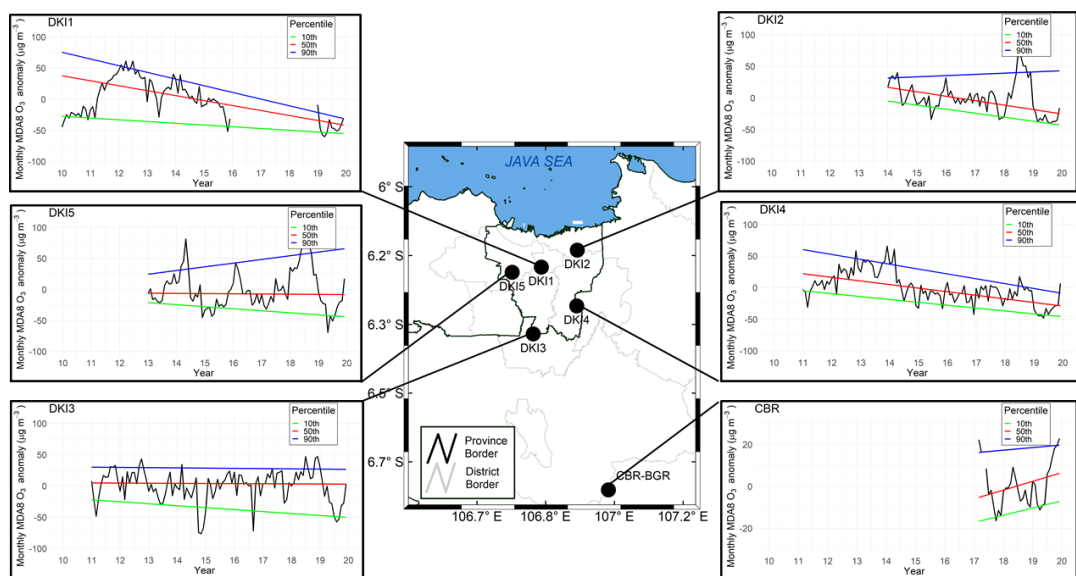 DKI1
Monthly MDA8 O₃ anomaly (µg m⁻³)
100
50
0
-50
-100
Percentile
10th
50th
90th
10 11 12 13 14 15 16 17 18 19 20
Year
DKI2
Monthly MDA8 O₃ anomaly (µg m⁻³)
100
50
0
-50
-100
Percentile
10th
50th
90th
10 11 12 13 14 15 16 17 18 19 20
Year
DKI5
Monthly MDA8 O₃ anomaly (µg m⁻³)
100
50
0
-50
-100
Percentile
10th
50th
90th
10 11 12 13 14 15 16 17 18 19 20
Year
JAVA SEA
6° S
6.2° S
6.3° S
6.5° S
6.7° S
DKI2
DKI1
DKI5
DKI4
DKI3
CBR-BGR
Province
Border
District
Border
106.7° E 106.8° E 107° E 107.2° E
DKI4
Monthly MDA8 O₃ anomaly (µg m⁻³)
100
50
0
-50
-100
Percentile
10th
50th
90th
10 11 12 13 14 15 16 17 18 19 20
Year
DKI3
Monthly MDA8 O₃ anomaly (µg m⁻³)
100
50
0
-50
-100
Percentile
10th
50th
90th
10 11 12 13 14 15 16 17 18 19 20
Year
CBR
Monthly MDA8 O₃ anomaly (µg m⁻³)
20
0
-20
Percentile
10th
50th
90th
10 11 12 13 14 15 16 17 18 19 20
Year